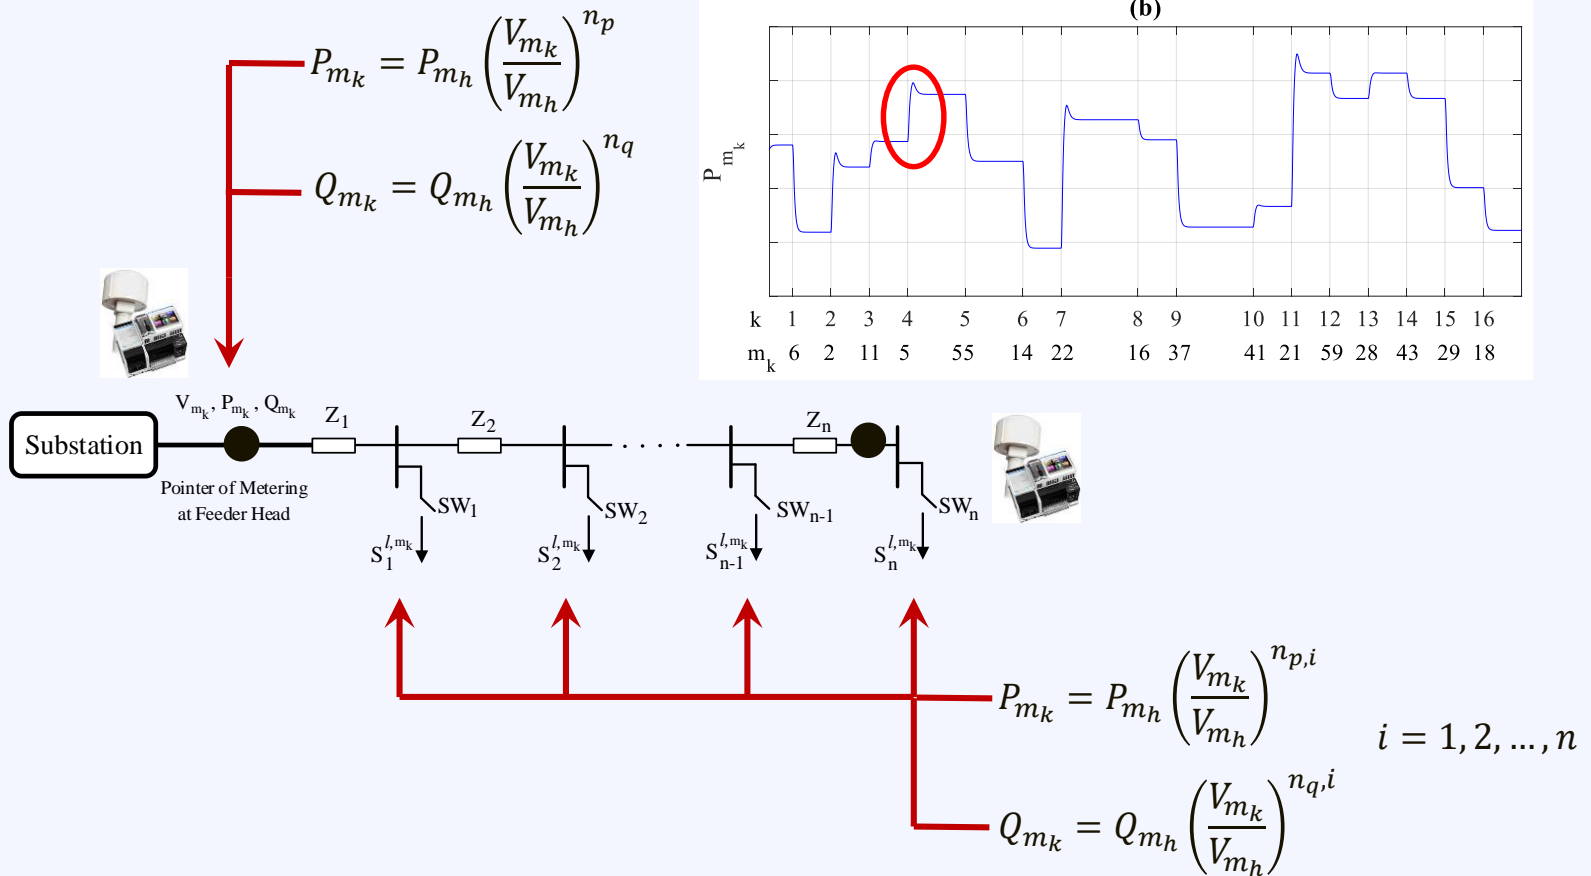 (b)
P_{m_k} = P_{m_h} (V_{m_k} / V_{m_h})^{n_p}
Q_{m_k} = Q_{m_h} (V_{m_k} / V_{m_h})^{n_q}
P_{m_k}
k 1 2 3 4 5 6 7 8 9 10 11 12 13 14 15 16
m_k 6 2 11 5 55 14 22 16 37 41 21 59 28 43 29 18
V_{m_k}, P_{m_k}, Q_{m_k}
Substation
Z_1
Z_2
. . . .
Z_n
Pointer of Metering
at Feeder Head
SW_1
SW_2
SW_{n-1}
SW_n
S_1^{l,m_k}
S_2^{l,m_k}
S_{n-1}^{l,m_k}
S_n^{l,m_k}
P_{m_k} = P_{m_h} (V_{m_k} / V_{m_h})^{n_{p,i}}
i = 1, 2, ..., n
Q_{m_k} = Q_{m_h} (V_{m_k} / V_{m_h})^{n_{q,i}}